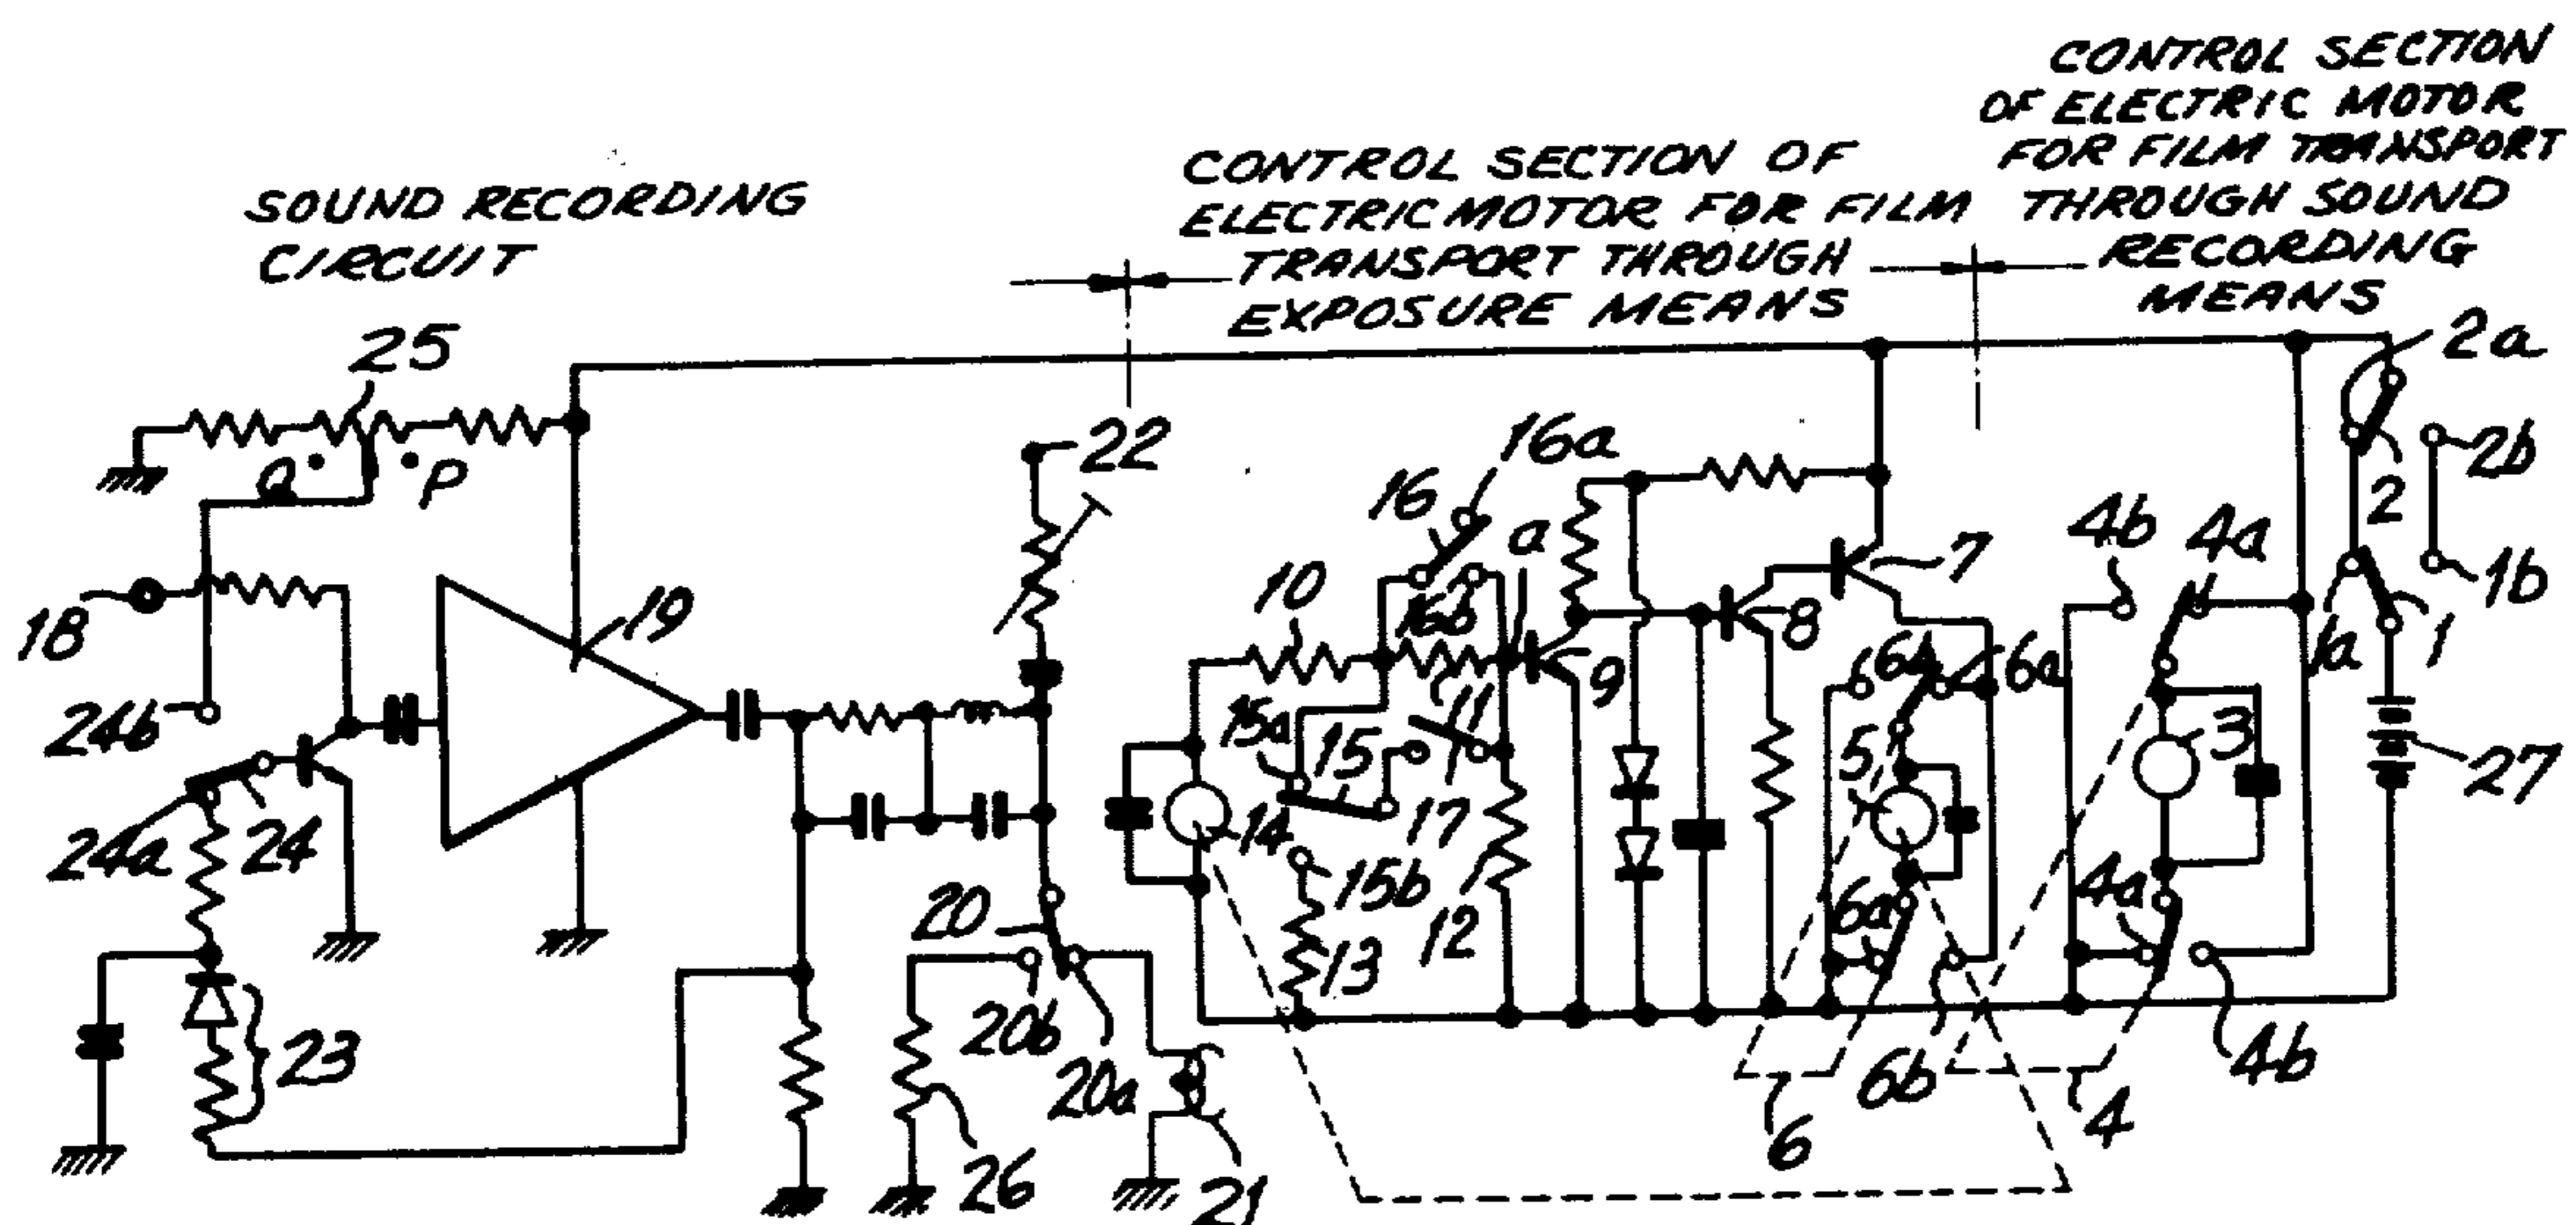 CONTROL SECTION
OF ELECTRIC MOTOR
FOR FILM TRANSPORT
THROUGH SOUND
RECORDING
MEANS
CONTROL SECTION OF
ELECTRIC MOTOR FOR FILM
TRANSPORT THROUGH
EXPOSURE MEANS
SOUND RECORDING
CIRCUIT
25
Q P
22
16a
16
a
2a
2b
2
4b
4a
7
1b
10
18
19
16b
8
6b
6a
1a
1
9
11
24b
15a
15
5
3
27
14
17
24a
24
15b
12
6a
4a
20
13
23
20b
20a
6b
4b
26
21
6
4